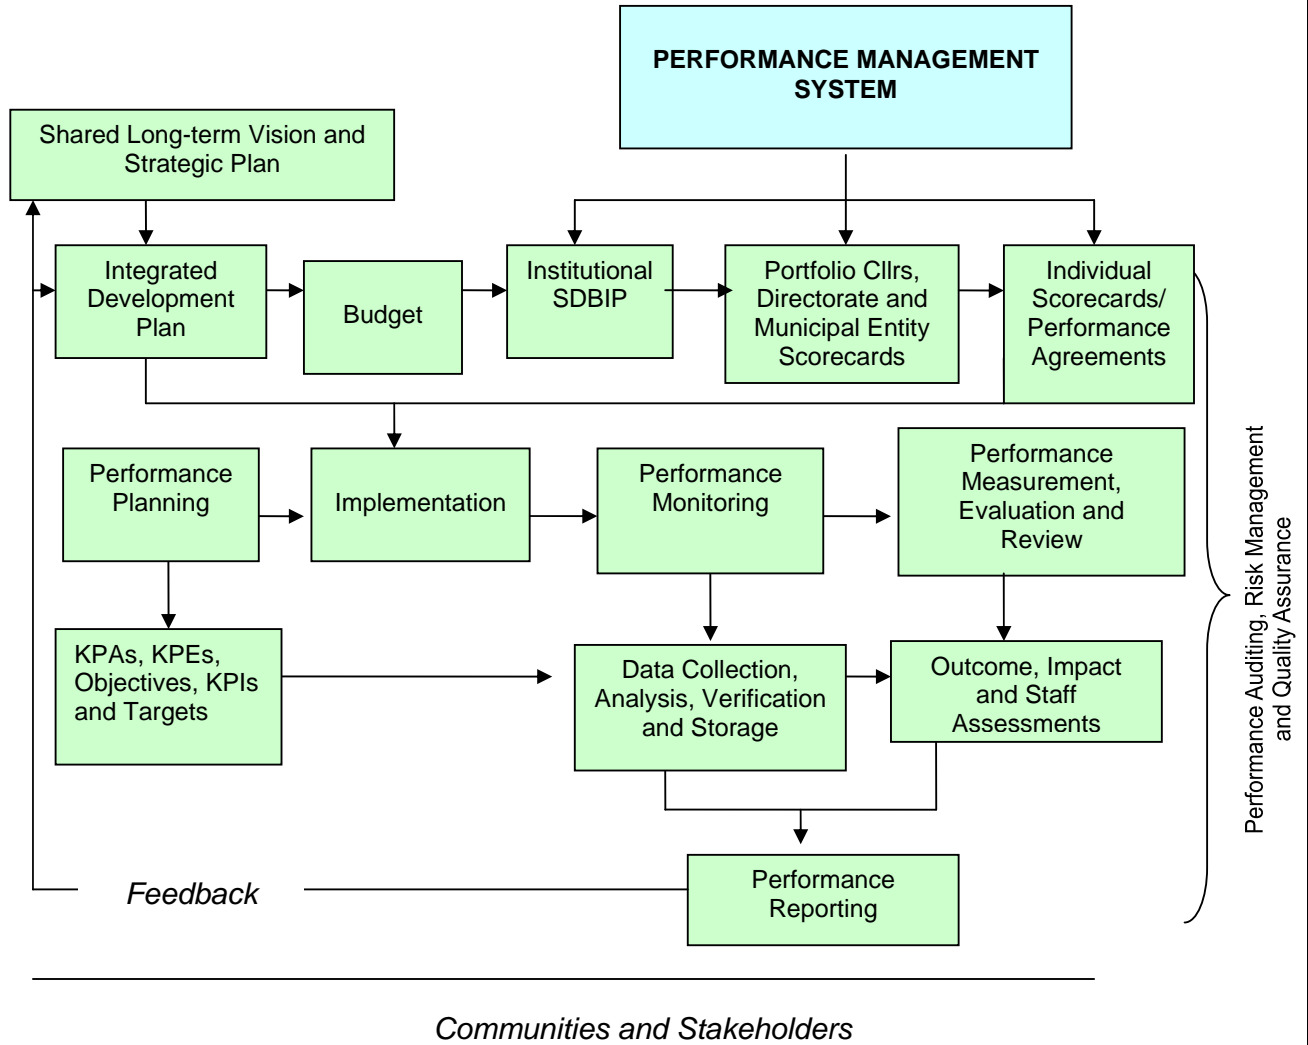 PERFORMANCE MANAGEMENT
SYSTEM
Shared Long-term Vision and
Strategic Plan
Integrated
Development
Plan
Budget
Institutional
SDBIP
Portfolio Cllrs,
Directorate and
Municipal Entity
Scorecards
Individual
Scorecards/
Performance
Agreements
Performance
Planning
Implementation
Performance
Monitoring
Performance
Measurement,
Evaluation and
Review
KPAs, KPEs,
Objectives, KPIs
and Targets
Data Collection,
Analysis, Verification
and Storage
Outcome, Impact
and Staff
Assessments
Performance Auditing, Risk Management
and Quality Assurance
Feedback
Performance
Reporting
Communities and Stakeholders